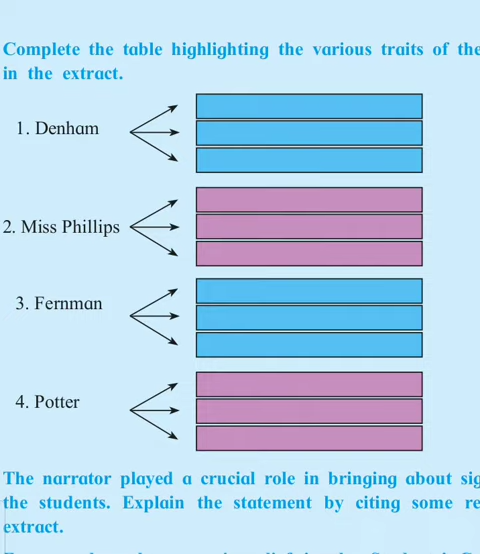 Complete the table highlighting the various traits of the
in the extract.
1. Denham
2. Miss Phillips
3. Fernman
4. Potter
The narrator played a crucial role in bringing about sig
the students. Explain the statement by citing some re
extract.